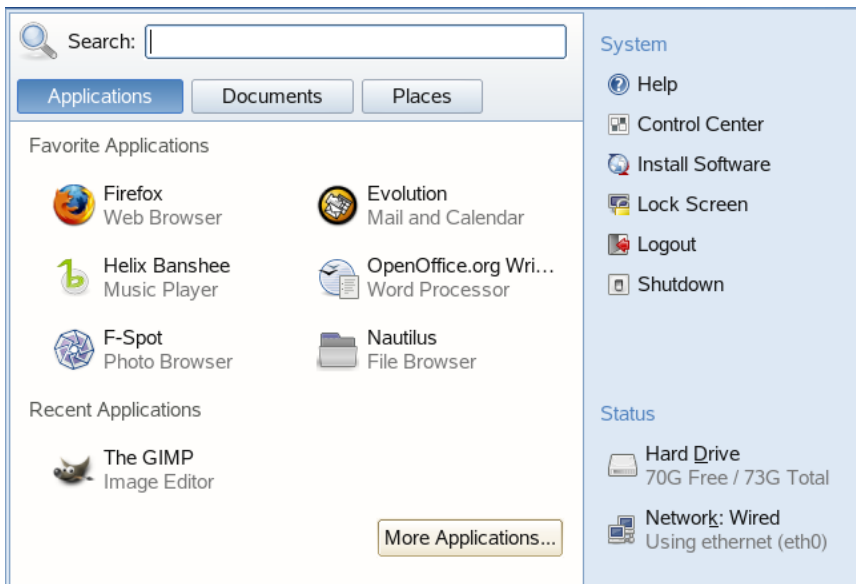 Search:
Applications
Documents
Places
Favorite Applications
Firefox
Web Browser
Evolution
Mail and Calendar
Helix Banshee
Music Player
OpenOffice.org Wri...
Word Processor
F-Spot
Photo Browser
Nautilus
File Browser
Recent Applications
The GIMP
Image Editor
More Applications...
System
Help
Control Center
Install Software
Lock Screen
Logout
Shutdown
Status
Hard Drive
70G Free / 73G Total
Network: Wired
Using ethernet (eth0)